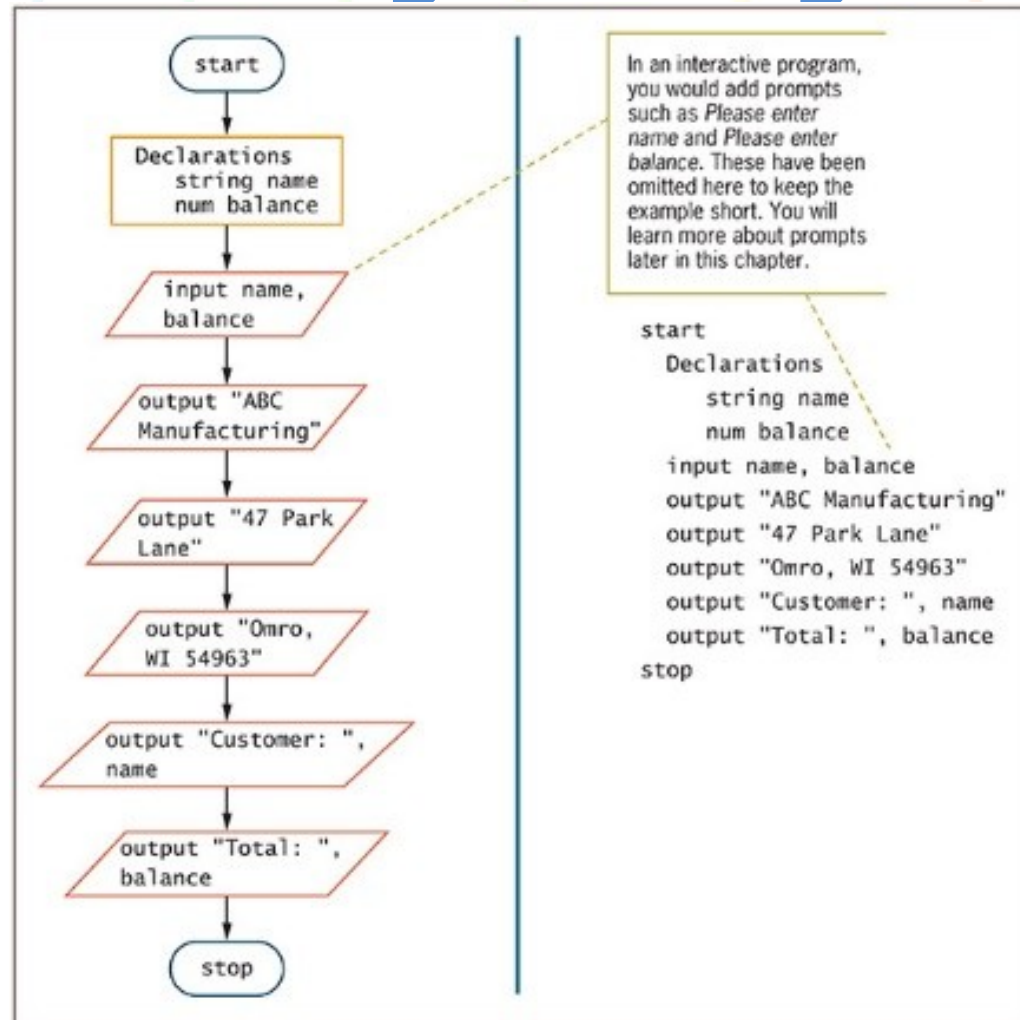 start
Declarations
string name
num balance
input name,
balance
output "ABC
Manufacturing"
output "47 Park
Lane"
output "Omro,
WI 54963"
output "Customer: ",
name
output "Total: ",
balance
stop
In an interactive program,
you would add prompts
such as Please enter
name and Please enter
balance. These have been
omitted here to keep the
example short. You will
learn more about prompts
later in this chapter.
start
Declarations
string name
num balance
input name, balance
output "ABC Manufacturing"
output "47 Park Lane"
output "Omro, WI 54963"
output "Customer: ", name
output "Total: ", balance
stop